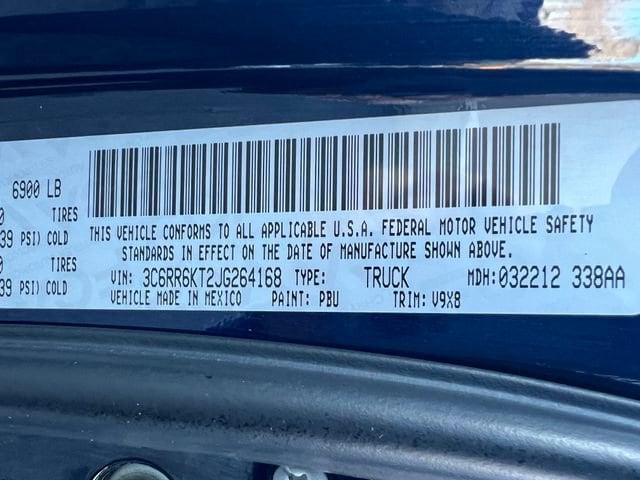 6900 LB
0 TIRES
39 PSI) COLD
0 TIRES
39 PSI) COLD
THIS VEHICLE CONFORMS TO ALL APPLICABLE U.S.A. FEDERAL MOTOR VEHICLE SAFETY
STANDARDS IN EFFECT ON THE DATE OF MANUFACTURE SHOWN ABOVE.
VIN: 3C6RR6KT2JG264168 TYPE: TRUCK MDH:032212 338AA
VEHICLE MADE IN MEXICO PAINT: PBU TRIM: V9X8